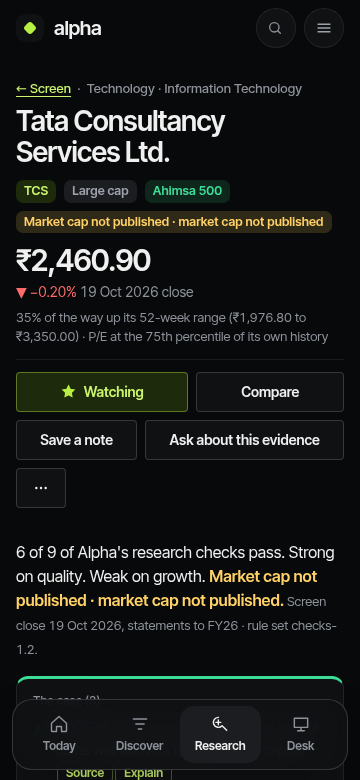 alpha
← Screen · Technology · Information Technology
Tata Consultancy
Services Ltd.
TCS Large cap Ahimsa 500
Market cap not published · market cap not published
₹2,460.90
▼ −0.20% 19 Oct 2026 close
35% of the way up its 52-week range (₹1,976.80 to
₹3,350.00) · P/E at the 75th percentile of its own history
★ Watching Compare
Save a note Ask about this evidence
...
6 of 9 of Alpha's research checks pass. Strong
on quality. Weak on growth. Market cap not
published · market cap not published. Screen
close 19 Oct 2026, statements to FY26 · rule set checks-
1.2.
Today Discover Research Desk
Source Explain